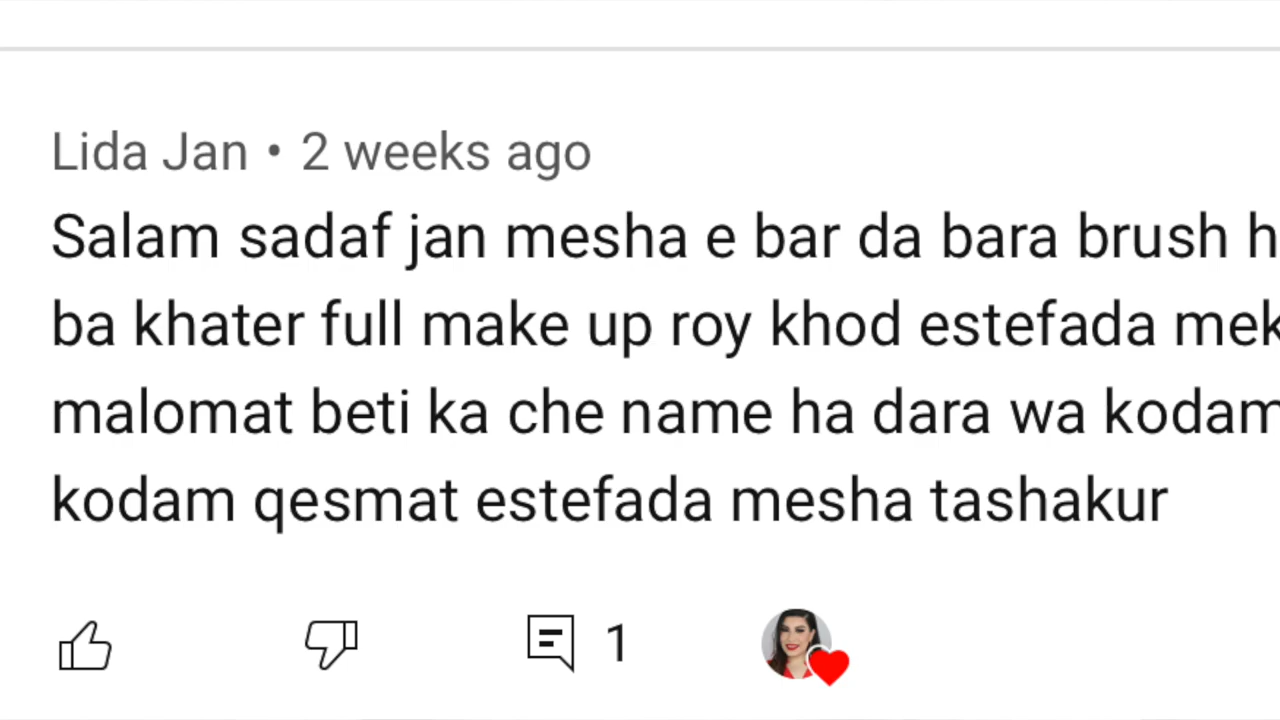 Lida Jan • 2 weeks ago
Salam sadaf jan mesha e bar da bara brush h
ba khater full make up roy khod estefada mek
malomat beti ka che name ha dara wa kodam
kodam qesmat estefada mesha tashakur
1